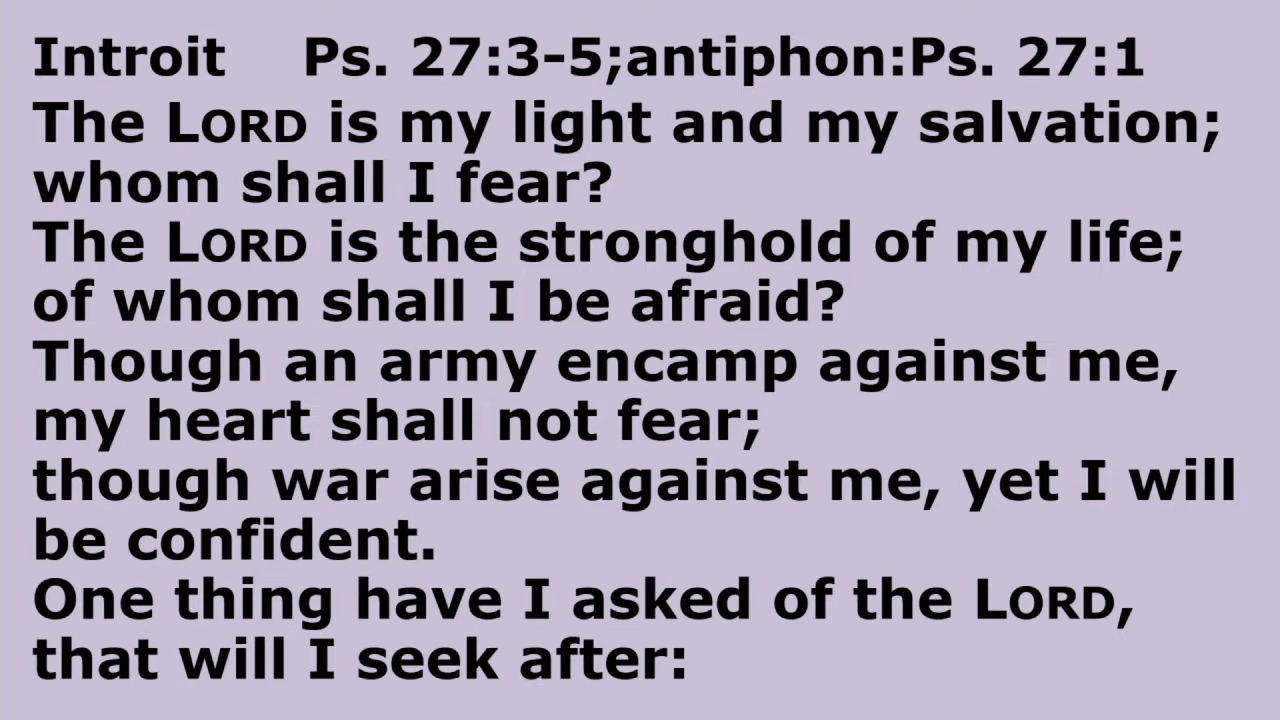 Introit Ps. 27:3-5;antiphon:Ps. 27:1
The LORD is my light and my salvation;
whom shall I fear?
The LORD is the stronghold of my life;
of whom shall I be afraid?
Though an army encamp against me,
my heart shall not fear;
though war arise against me, yet I will
be confident.
One thing have I asked of the LORD,
that will I seek after: